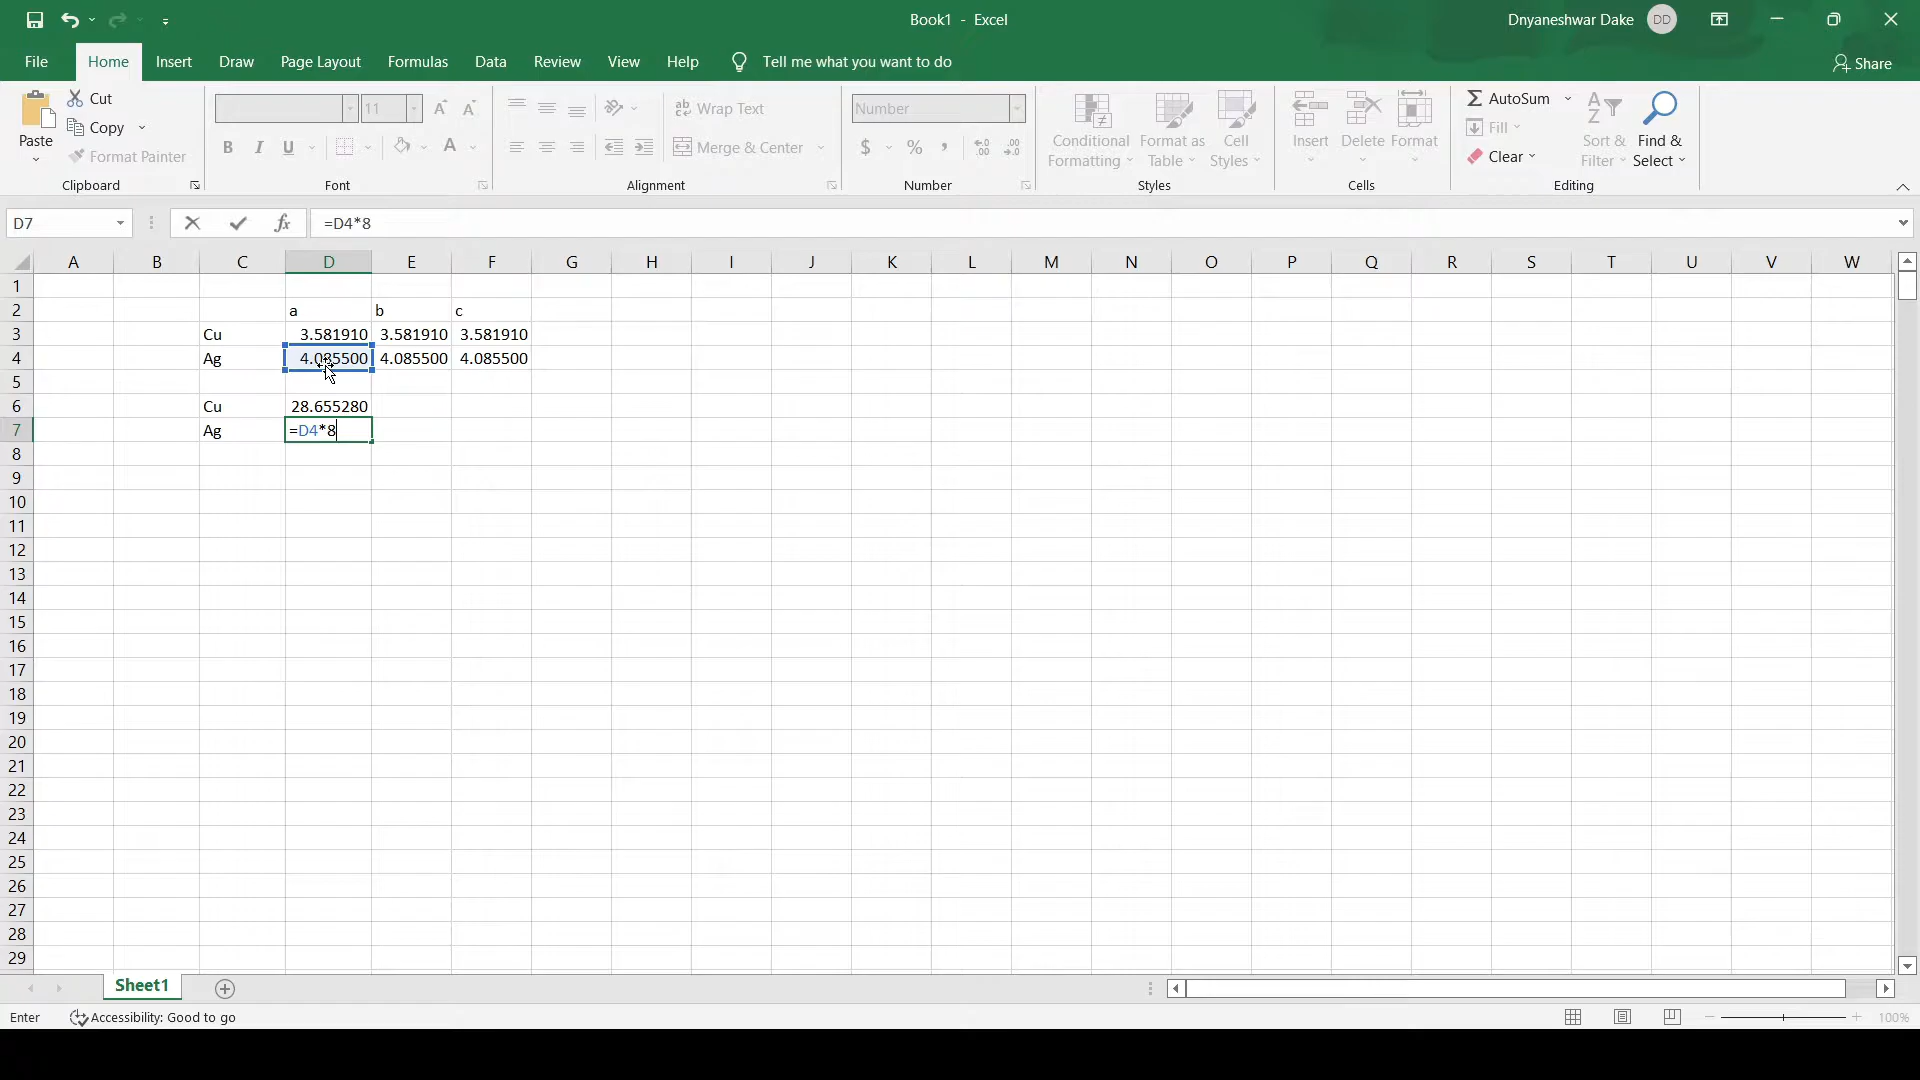 Book1 - Excel
Dnyaneshwar Dake DD
File Home Insert Draw Page Layout Formulas Data Review View Help Tell me what you want to do Share
Paste Cut Copy Format Painter
11
Wrap Text
Merge & Center
Number
$ % ,
Conditional Formatting
Format as Table
Cell Styles
Insert Delete Format
AutoSum
Fill
Clear
Sort & Filter
Find & Select
Clipboard Font Alignment Number Styles Cells Editing
D7 fx =D4*8
A B C D E F G H I J K L M N O P Q R S T U V W
1
2 a b c
3 Cu 3.581910 3.581910 3.581910
4 Ag 4.085500 4.085500 4.085500
5
6 Cu 28.655280
7 Ag =D4*8
8
9
10
11
12
13
14
15
16
17
18
19
20
21
22
23
24
25
26
27
28
29
Sheet1
Enter Accessibility: Good to go 100%